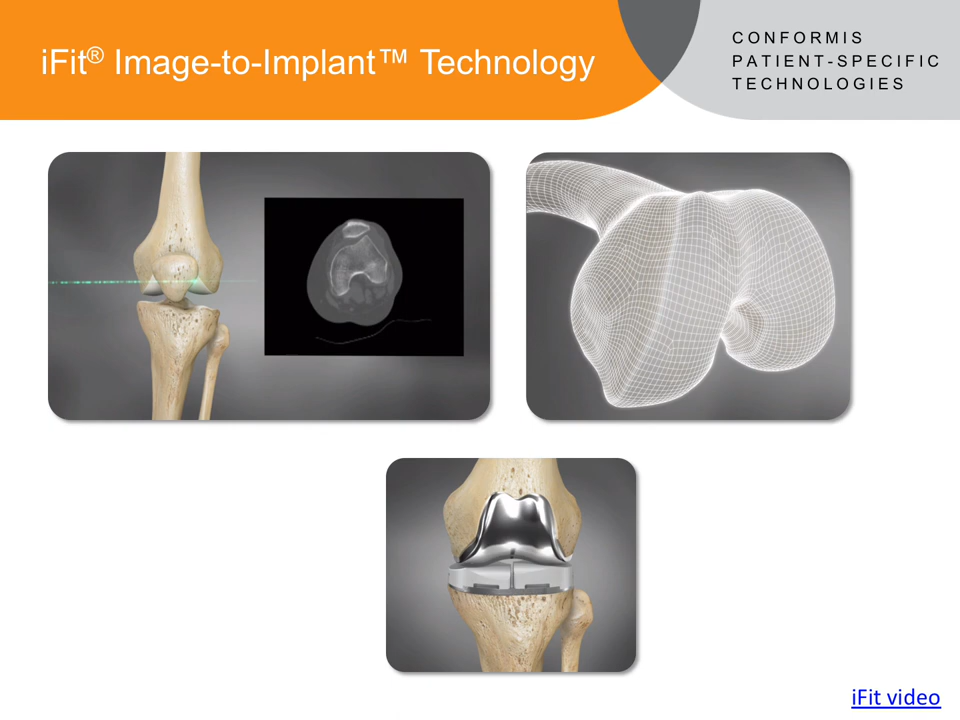 iFit® Image-to-Implant™ Technology
CONFORMIS
PATIENT-SPECIFIC
TECHNOLOGIES
iFit video